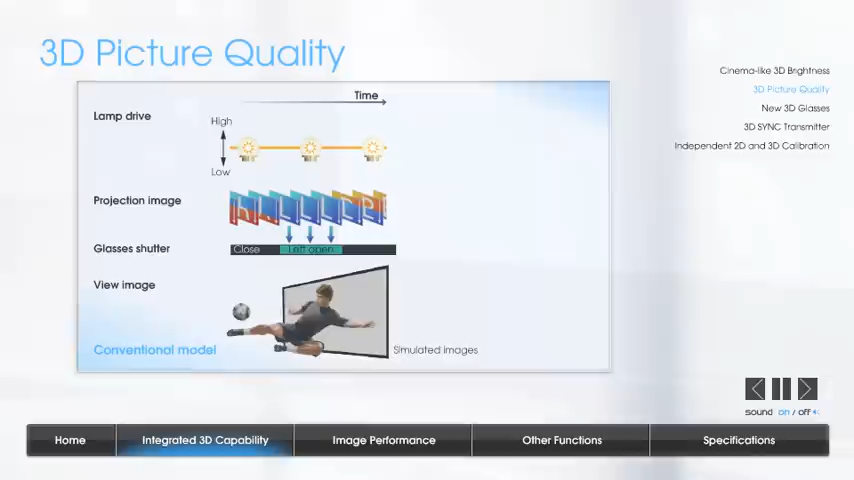 3D Picture Quality
Cinema-like 3D Brightness
3D Picture Quality
New 3D Glasses
3D SYNC Transmitter
Independent 2D and 3D Calibration
Time
Lamp drive
High
Low
Projection image
Glasses shutter
Close
Left open
View image
Conventional model
Simulated images
sound on / off
Home
Integrated 3D Capability
Image Performance
Other Functions
Specifications